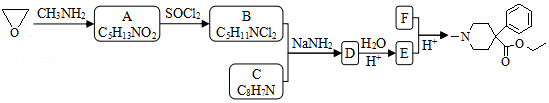 CH3NH2
A
C5H13NO2
SOCl2
B
C5H11NCl2
C
C8H7N
NaNH2
D
H2O
H+
E
F
H+
N
O
O
O